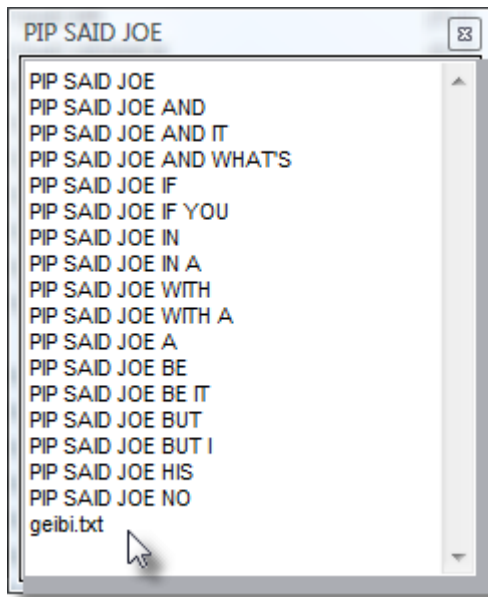 PIP SAID JOE
PIP SAID JOE
PIP SAID JOE AND
PIP SAID JOE AND IT
PIP SAID JOE AND WHAT'S
PIP SAID JOE IF
PIP SAID JOE IF YOU
PIP SAID JOE IN
PIP SAID JOE IN A
PIP SAID JOE WITH
PIP SAID JOE WITH A
PIP SAID JOE A
PIP SAID JOE BE
PIP SAID JOE BE IT
PIP SAID JOE BUT
PIP SAID JOE BUT I
PIP SAID JOE HIS
PIP SAID JOE NO
geibi.txt